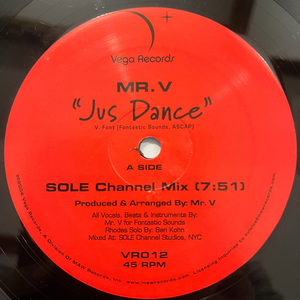 Vega Records
MR. V
"Jus Dance"
V. Font (Fantastic Sounds, ASCAP)
A SIDE
SOLE Channel Mix (7:51)
Produced & Arranged By: Mr. V
All Vocals, Beats & Instruments By:
Mr. V for Fantastic Sounds
Rhodes Solo By: Ben Kohn
Mixed At: SOLE Channel Studios, NYC
VR012
45 RPM